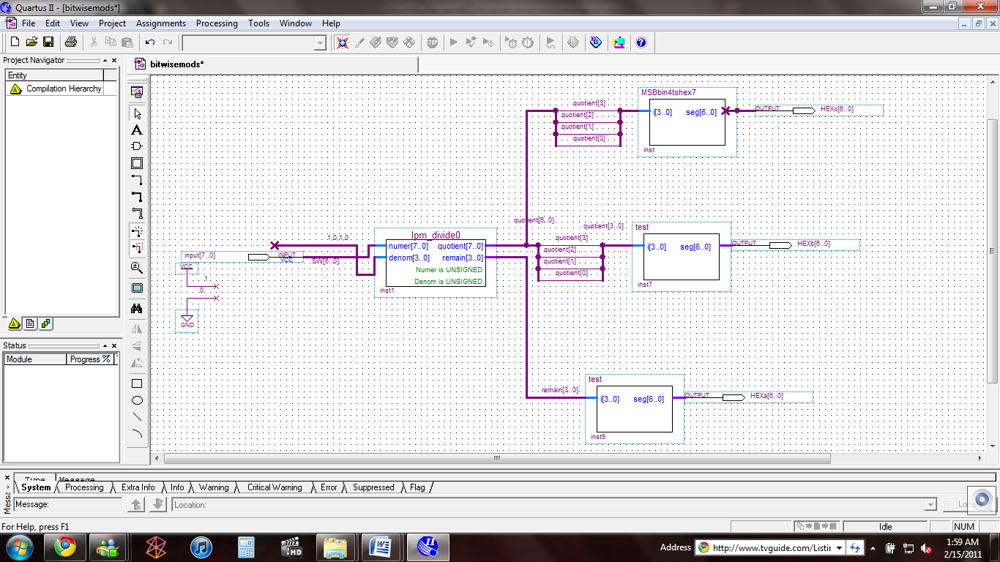 Quartus II - [bitwisemods*]
File Edit View Project Assignments Processing Tools Window Help
Project Navigator
Entity
Compilation Hierarchy
Status
Module Progress %
bitwisemods*
MSBbin4tohex7
quotient[3]
quotient[2]
quotient[1]
quotient[0]
i[3..0] seg[6..0]
inst
OUTPUT HEXc[6..0]
quotient[6..0]
1,0,1,0
input[7..0]
INPUT
VCC
SW[6..0]
VCC
1
0
GND
lpm_divide0
numer[7..0] quotient[7..0]
denom[3..0] remain[3..0]
Numer is UNSIGNED
Denom is UNSIGNED
inst1
quotient[3..0]
quotient[3]
quotient[2]
quotient[1]
quotient[0]
test
i[3..0] seg[6..0]
inst7
OUTPUT HEXb[6..0]
remain[3..0]
test
i[3..0] seg[6..0]
inst9
OUTPUT HEXa[6..0]
Type Message
System Processing Extra Info Info Warning Critical Warning Error Suppressed Flag
Messa
Message: Location:
For Help, press F1
Idle NUM
Address http://www.tvguide.com/Listin
1:59 AM
2/15/2011